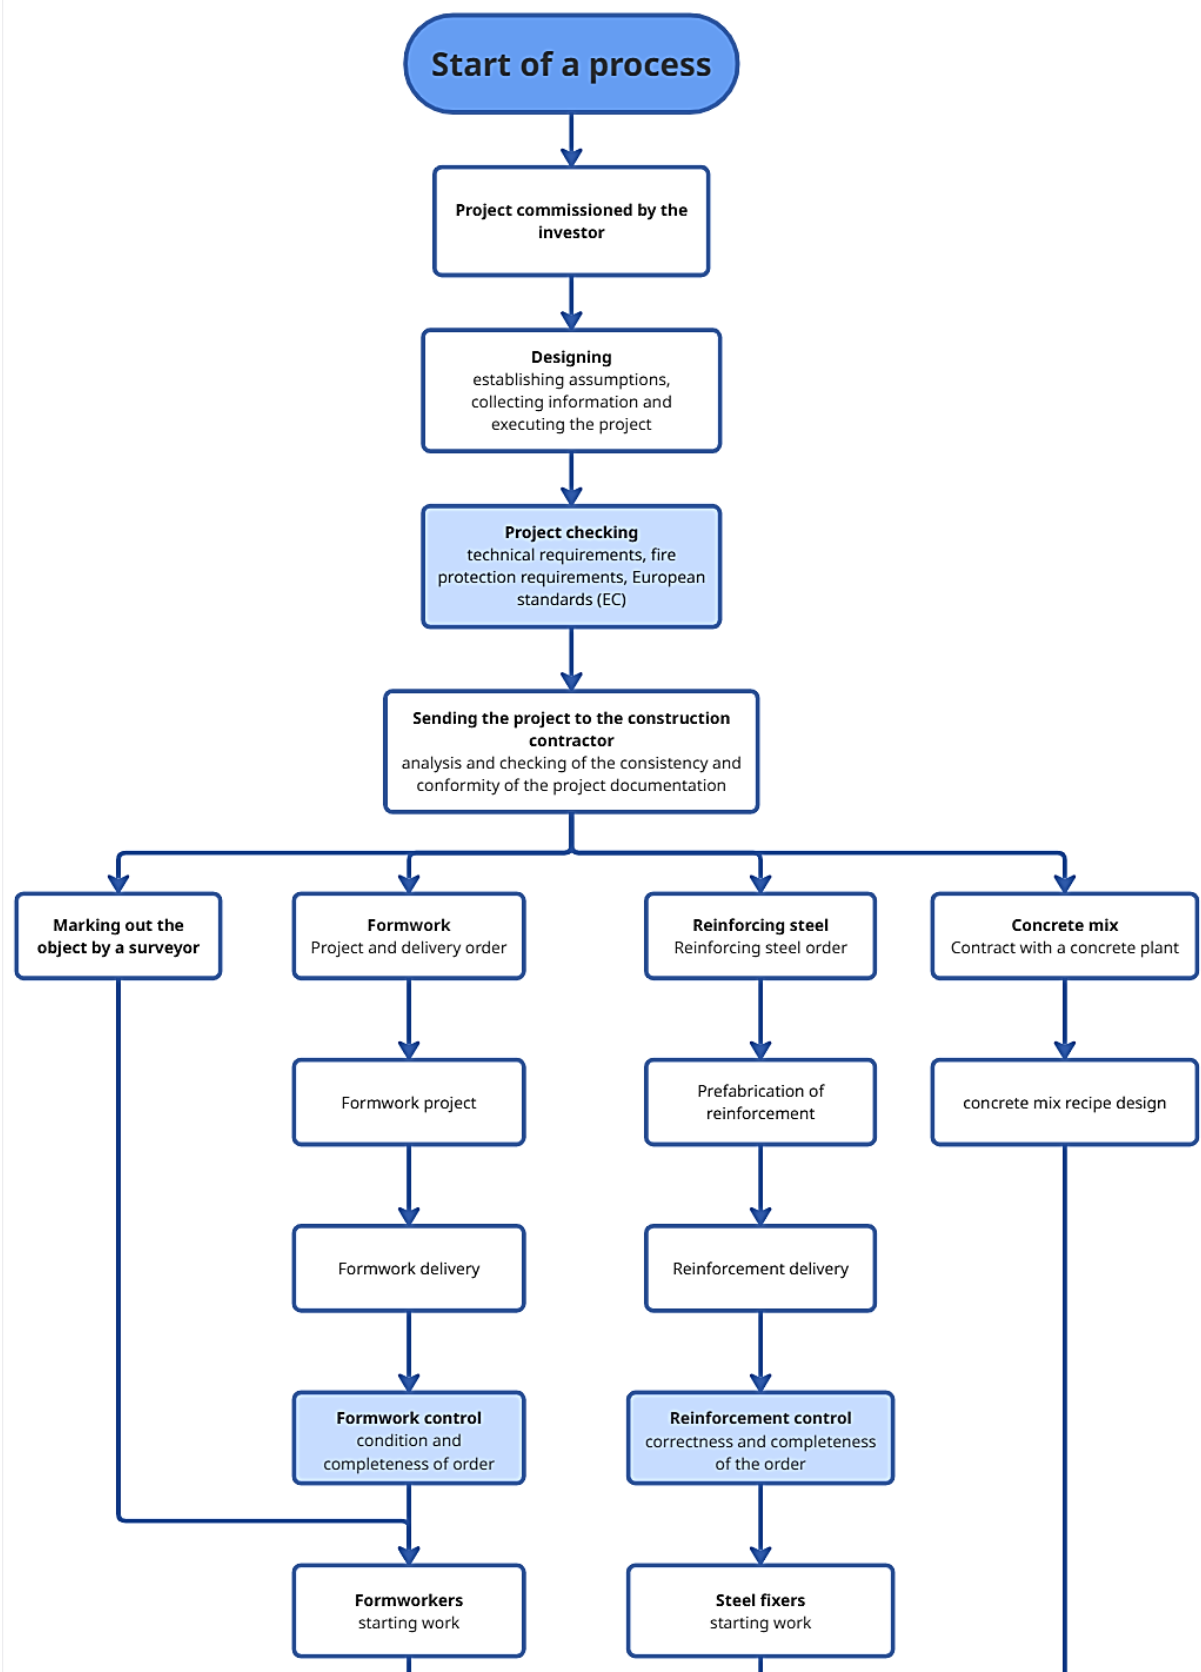 Start of a process
Project commissioned by the
investor
Designing
establishing assumptions,
collecting information and
executing the project
Project checking
technical requirements, fire
protection requirements, European
standards (EC)
Sending the project to the construction
contractor
analysis and checking of the consistency and
conformity of the project documentation
Marking out the
object by a surveyor
Formwork
Project and delivery order
Reinforcing steel
Reinforcing steel order
Concrete mix
Contract with a concrete plant
Formwork project
Prefabrication of
reinforcement
concrete mix recipe design
Formwork delivery
Reinforcement delivery
Formwork control
condition and
completeness of order
Reinforcement control
correctness and completeness
of the order
Formworkers
starting work
Steel fixers
starting work